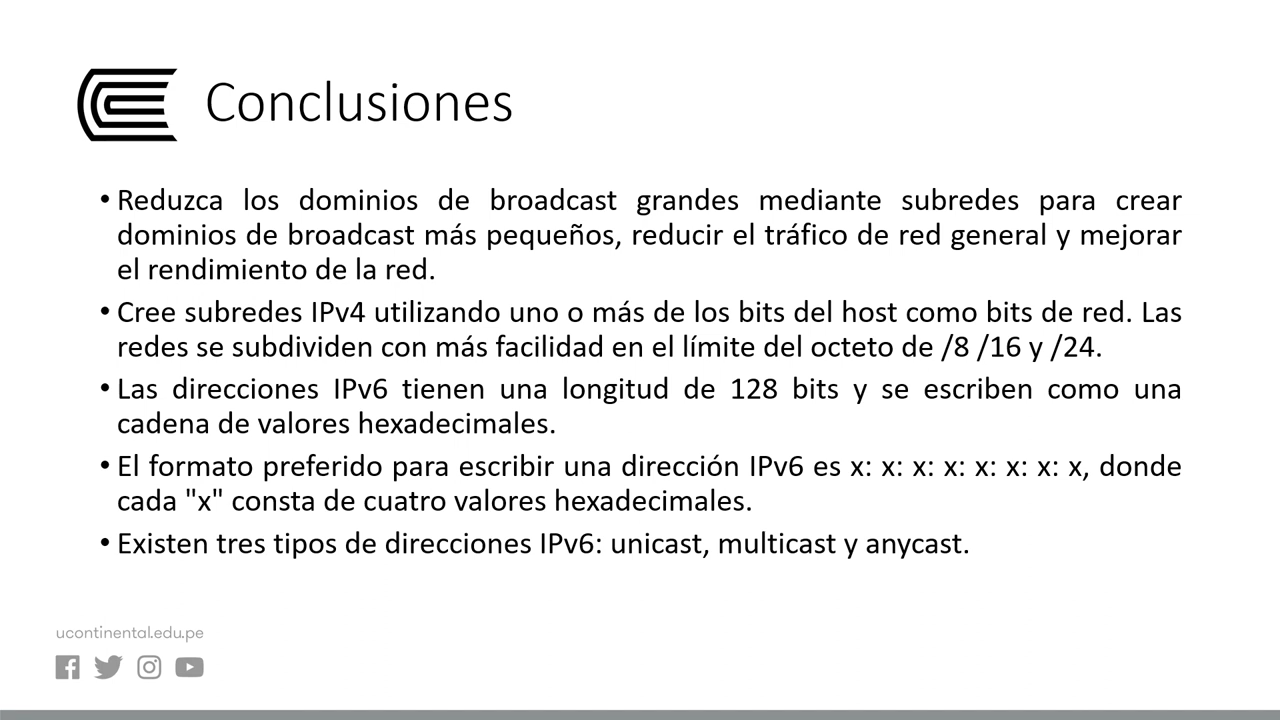 Conclusiones
• Reduzca los dominios de broadcast grandes mediante subredes para crear
dominios de broadcast más pequeños, reducir el tráfico de red general y mejorar
el rendimiento de la red.
• Cree subredes IPv4 utilizando uno o más de los bits del host como bits de red. Las
redes se subdividen con más facilidad en el límite del octeto de /8 /16 y /24.
• Las direcciones IPv6 tienen una longitud de 128 bits y se escriben como una
cadena de valores hexadecimales.
• El formato preferido para escribir una dirección IPv6 es x: x: x: x: x: x: x: x, donde
cada "x" consta de cuatro valores hexadecimales.
• Existen tres tipos de direcciones IPv6: unicast, multicast y anycast.
ucontinental.edu.pe